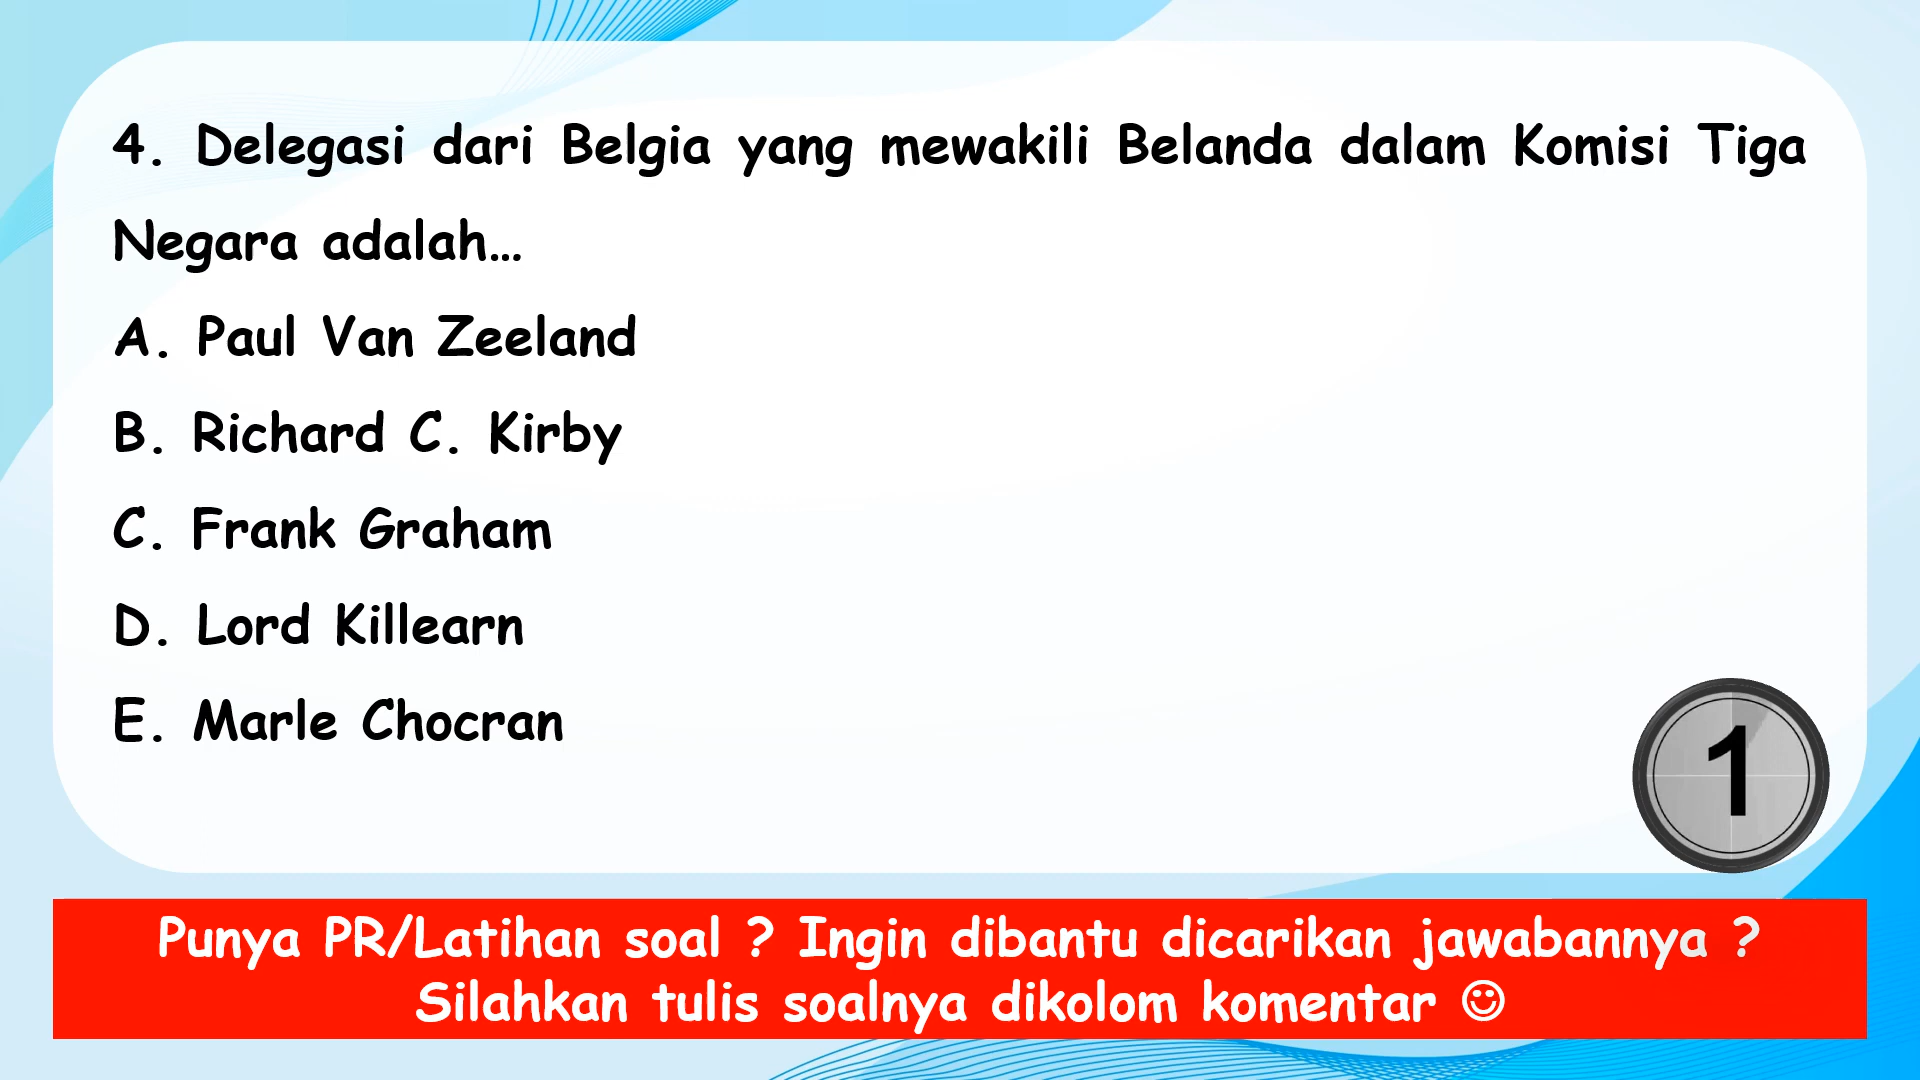 4. Delegasi dari Belgia yang mewakili Belanda dalam Komisi Tiga
Negara adalah...
A. Paul Van Zeeland
B. Richard C. Kirby
C. Frank Graham
D. Lord Killearn
E. Marle Chocran
1
Punya PR/Latihan soal ? Ingin dibantu dicarikan jawabannya ?
Silahkan tulis soalnya dikolom komentar ☺